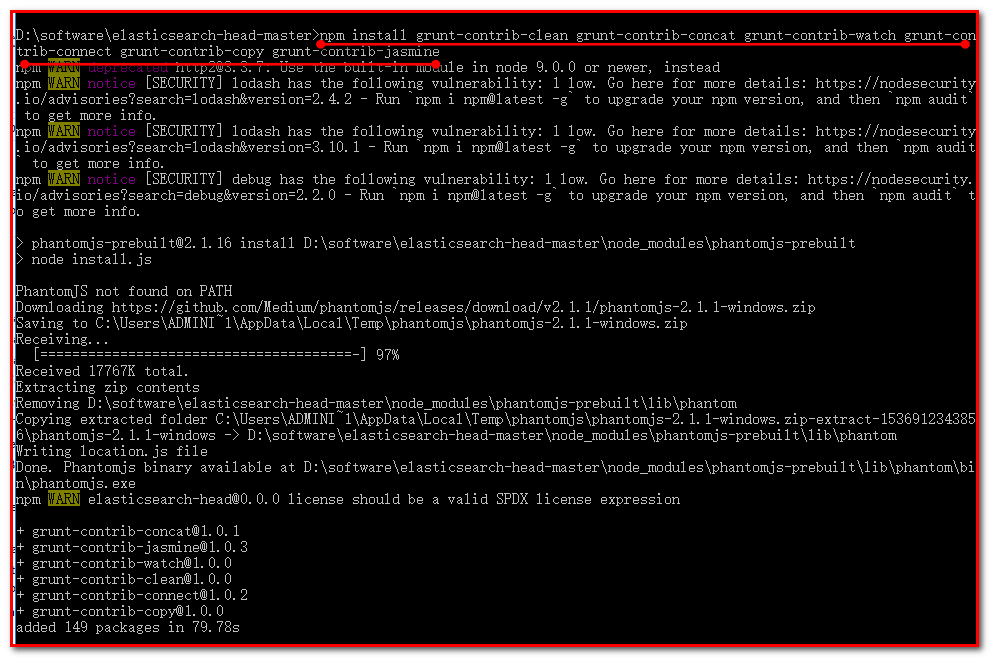 D:\software\elasticsearch-head-master>npm install grunt-contrib-clean grunt-contrib-concat grunt-contrib-watch grunt-con
trib-connect grunt-contrib-copy grunt-contrib-jasmine
npm WARN deprecated http2@3.3.7: Use the built-in module in node 9.0.0 or newer, instead
npm WARN notice [SECURITY] lodash has the following vulnerability: 1 low. Go here for more details: https://nodesecurity
.io/advisories?search=lodash&version=2.4.2 - Run `npm i npm@latest -g` to upgrade your npm version, and then `npm audit`
 to get more info.
npm WARN notice [SECURITY] lodash has the following vulnerability: 1 low. Go here for more details: https://nodesecurity
.io/advisories?search=lodash&version=3.10.1 - Run `npm i npm@latest -g` to upgrade your npm version, and then `npm audit
` to get more info.
npm WARN notice [SECURITY] debug has the following vulnerability: 1 low. Go here for more details: https://nodesecurity.
io/advisories?search=debug&version=2.2.0 - Run `npm i npm@latest -g` to upgrade your npm version, and then `npm audit` t
o get more info.
> phantomjs-prebuilt@2.1.16 install D:\software\elasticsearch-head-master\node_modules\phantomjs-prebuilt
> node install.js
PhantomJS not found on PATH
Downloading https://github.com/Medium/phantomjs/releases/download/v2.1.1/phantomjs-2.1.1-windows.zip
Saving to C:\Users\ADMINI~1\AppData\Local\Temp\phantomjs\phantomjs-2.1.1-windows.zip
Receiving...
  [=======================================-] 97%
Received 17767K total.
Extracting zip contents
Removing D:\software\elasticsearch-head-master\node_modules\phantomjs-prebuilt\lib\phantom
Copying extracted folder C:\Users\ADMINI~1\AppData\Local\Temp\phantomjs\phantomjs-2.1.1-windows.zip-extract-153691234385
6\phantomjs-2.1.1-windows -> D:\software\elasticsearch-head-master\node_modules\phantomjs-prebuilt\lib\phantom
Writing location.js file
Done. Phantomjs binary available at D:\software\elasticsearch-head-master\node_modules\phantomjs-prebuilt\lib\phantom\bi
n\phantomjs.exe
npm WARN elasticsearch-head@0.0.0 license should be a valid SPDX license expression
+ grunt-contrib-concat@1.0.1
+ grunt-contrib-jasmine@1.0.3
+ grunt-contrib-watch@1.0.0
+ grunt-contrib-clean@1.0.0
+ grunt-contrib-connect@1.0.2
+ grunt-contrib-copy@1.0.0
added 149 packages in 79.78s